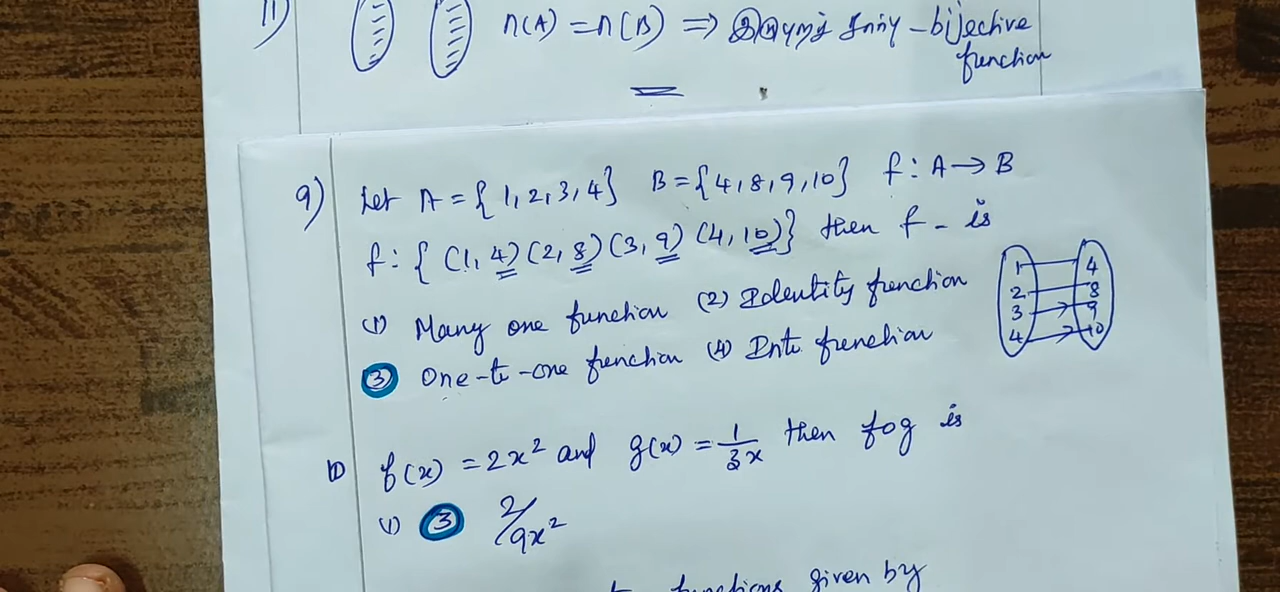 11) n(A) = n(B) ⇒ - bijective
function
9) Let A = { 1, 2, 3, 4 } B = { 4, 8, 9, 10 } f : A → B
f : { (1, 4) (2, 8) (3, 9) (4, 10) } then f - is
(1) Many one function (2) Identity function
(3) One-to-one function (4) Into function
1 4
2 8
3 9
4 10
10 f(x) = 2x² and g(x) = 1/3x then fog is
(1) (3) 2/9x²
functions given by